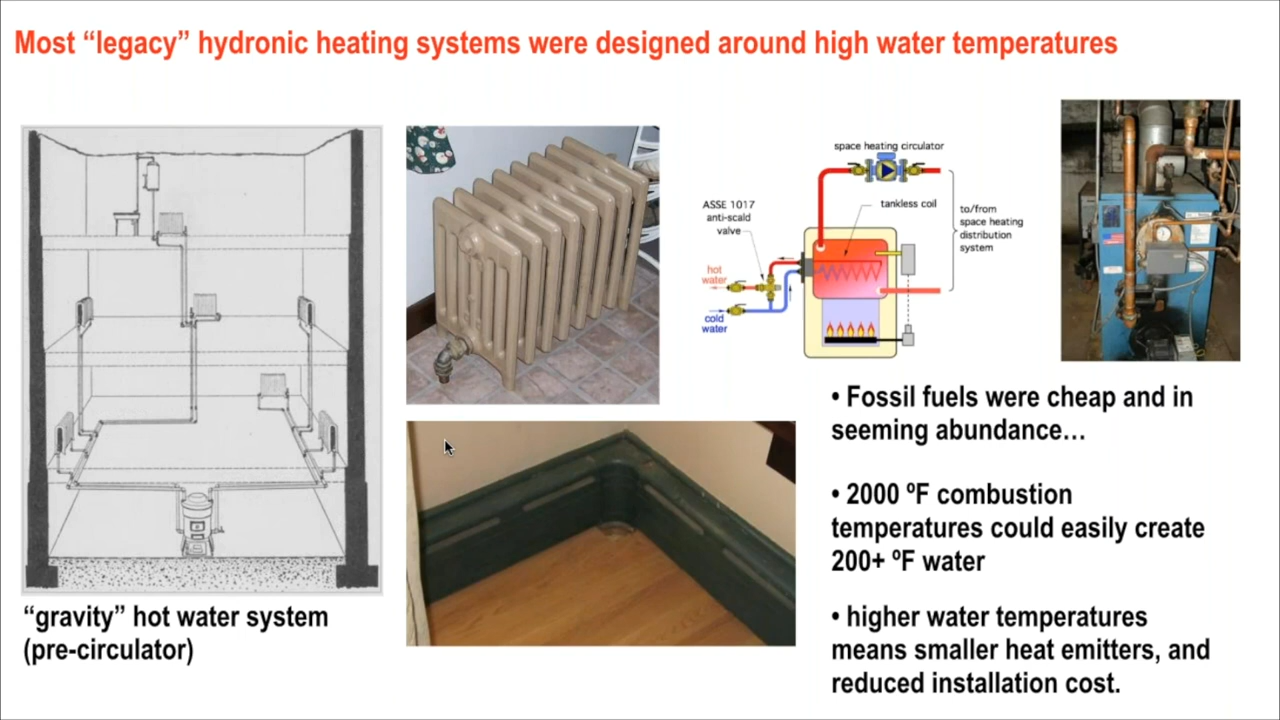 Most “legacy” hydronic heating systems were designed around high water temperatures
“gravity” hot water system
(pre-circulator)
space heating circulator
ASSE 1017
anti-scald
valve
tankless coil
to/from
space heating
distribution
system
hot
water
cold
water
• Fossil fuels were cheap and in
seeming abundance…
• 2000 ºF combustion
temperatures could easily create
200+ ºF water
• higher water temperatures
means smaller heat emitters, and
reduced installation cost.